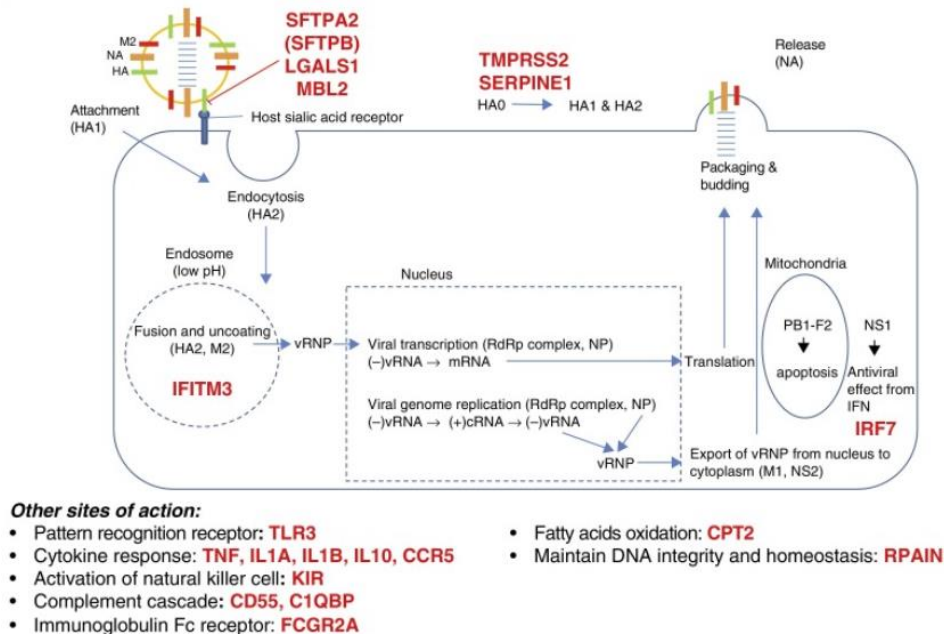 SFTPA2
(SFTPB)
LGALS1
MBL2
M2
NA
HA
Attachment
(HA1)
Host sialic acid receptor
TMPRSS2
SERPINE1
HA0 → HA1 & HA2
Release
(NA)
Packaging &
budding
Endocytosis
(HA2)
Endosome
(low pH)
Fusion and uncoating
(HA2, M2)
IFITM3
vRNP
Nucleus
Viral transcription (RdRp complex, NP)
(–)vRNA → mRNA
Viral genome replication (RdRp complex, NP)
(–)vRNA → (+)cRNA → (–)vRNA
vRNP
Translation
Export of vRNP from nucleus to
cytoplasm (M1, NS2)
Mitochondria
PB1-F2
apoptosis
NS1
Antiviral
effect from
IFN
IRF7
Other sites of action:
• Pattern recognition receptor: TLR3
• Cytokine response: TNF, IL1A, IL1B, IL10, CCR5
• Activation of natural killer cell: KIR
• Complement cascade: CD55, C1QBP
• Immunoglobulin Fc receptor: FCGR2A
• Fatty acids oxidation: CPT2
• Maintain DNA integrity and homeostasis: RPAIN